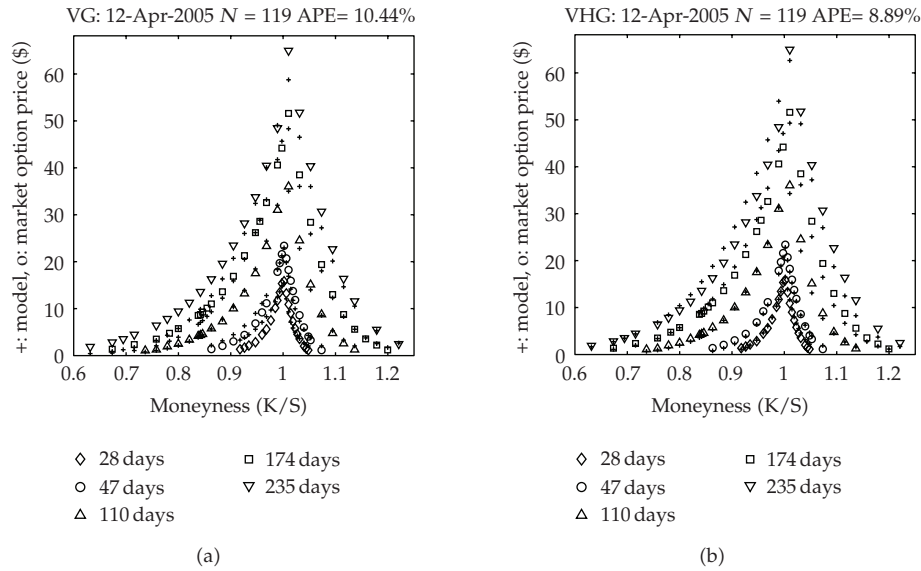 VG: 12-Apr-2005 N = 119 APE= 10.44%
+: model, o: market option price ($)
60
50
40
30
20
10
0
0.6 0.7 0.8 0.9 1 1.1 1.2
Moneyness (K/S)
28 days
47 days
110 days
174 days
235 days
(a)
VHG: 12-Apr-2005 N = 119 APE= 8.89%
+: model, o: market option price ($)
60
50
40
30
20
10
0
0.6 0.7 0.8 0.9 1 1.1 1.2
Moneyness (K/S)
28 days
47 days
110 days
174 days
235 days
(b)